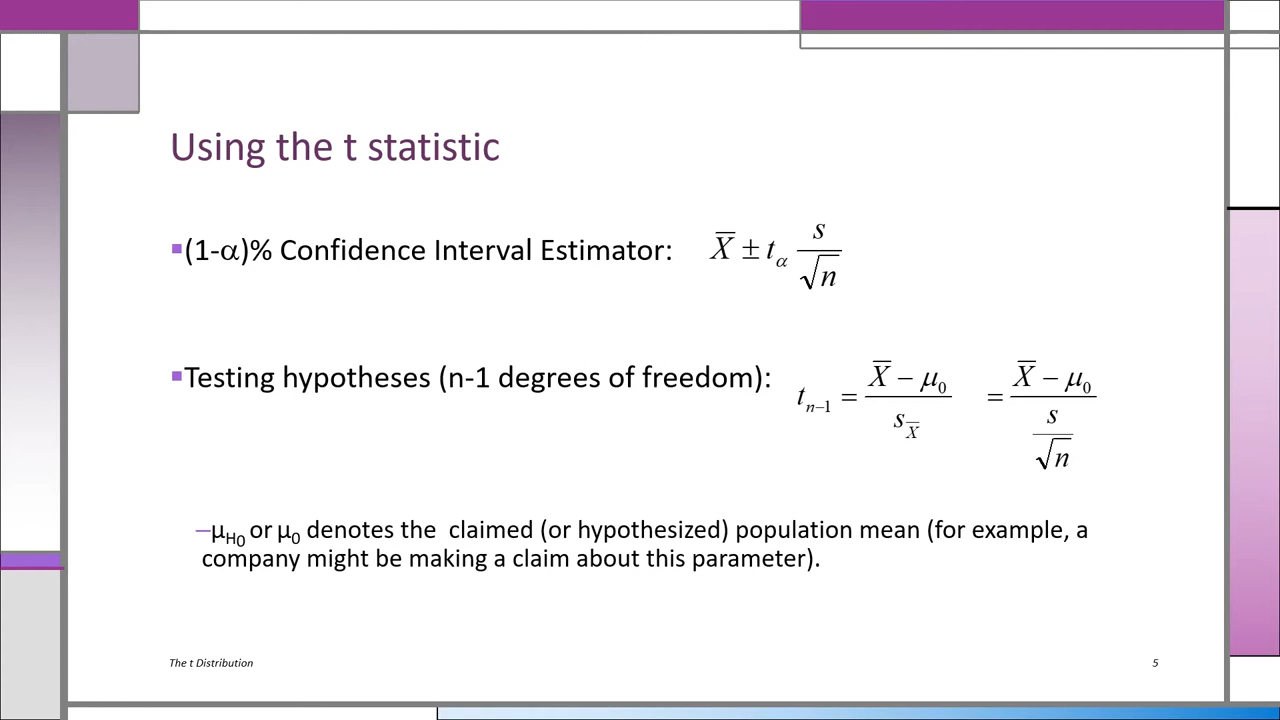 Using the t statistic
▪(1-α)% Confidence Interval Estimator: X̄ ± t_α s/√n
▪Testing hypotheses (n-1 degrees of freedom): t_{n−1} = (X̄ − μ₀)/s_X̄ = (X̄ − μ₀)/(s/√n)
–μ_H₀ or μ₀ denotes the claimed (or hypothesized) population mean (for example, a
company might be making a claim about this parameter).
The t Distribution
5